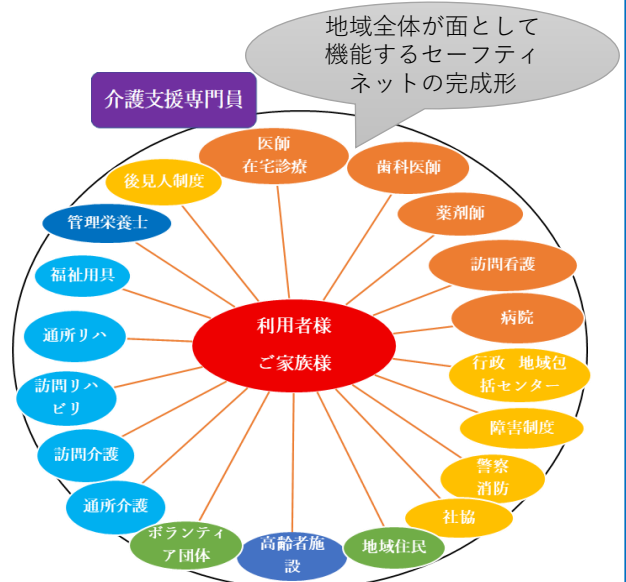 地域全体が面として
機能するセーフティ
ネットの完成形
介護支援専門員
医師
在宅診療
歯科医師
薬剤師
訪問看護
病院
行政　地域包
括センター
障害制度
警察
消防
社協
地域住民
高齢者施
設
ボランティ
ア団体
通所介護
訪問介護
訪問リハ
ビリ
通所リハ
福祉用具
管理栄養士
後見人制度
利用者様
ご家族様